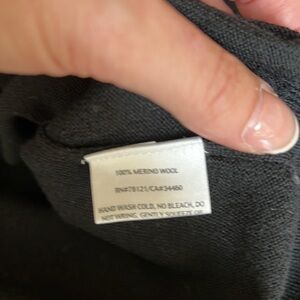 100% MERINO WOOL
RN#78121/CA#34460
HAND WASH COLD, NO BLEACH, DO
NOT WRING, GENTLY SQUEEZE OR